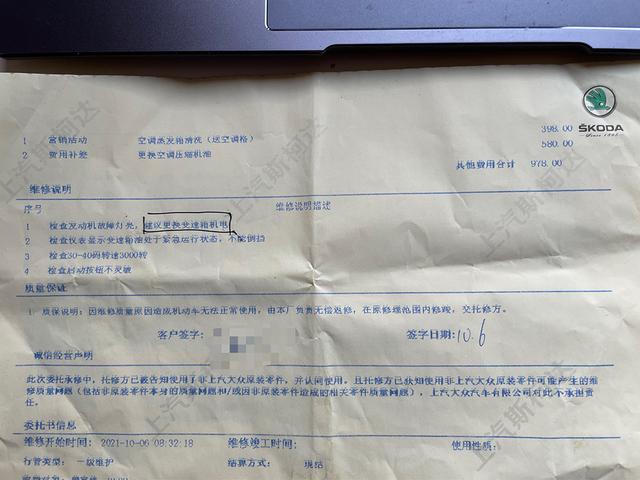 SKODA
398.00
1 营销活动 空调蒸发箱清洗（送空调格）
580.00
2 费用补差 更换空调压缩机油
其他费用合计 978.00
维修说明
序号 维修说明描述
1 检查发动机故障灯亮，建议更换变速箱机电
2 检查仪表显示变速箱油处于紧急运行状态，不能倒挡
3 检查30-40码转速3000转
4 检查启动按钮不灵敏
质量保证
1 质保说明：因维修质量原因造成机动车无法正常使用，由本厂负责无偿返修，在原修理范围内修毁，交托修方。
客户签字： 签字日期：10.6
诚信经营声明
此次委托承修中，托修方已被告知使用了非上汽大众原装零件，并认同使用。且托修方已获知使用非上汽大众原装零件可能产生的维
修质量问题（包括非原装零件本身的质量问题和/或因非原装零件造成的相关零件质量问题），上汽大众汽车有限公司对此不承担责
任。
委托书信息
维修开始时间： 2021-10-06 08:32:18 维修竣工时间： 使用性质：
行管类型： 一级维护 结算方式： 现结
上汽斯柯达